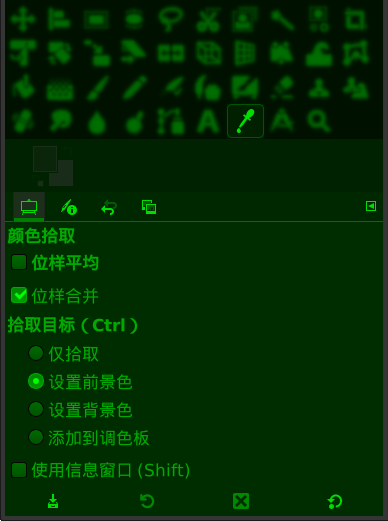 颜色拾取
位样平均
位样合并
拾取目标（Ctrl）
仅拾取
设置前景色
设置背景色
添加到调色板
使用信息窗口 (Shift)